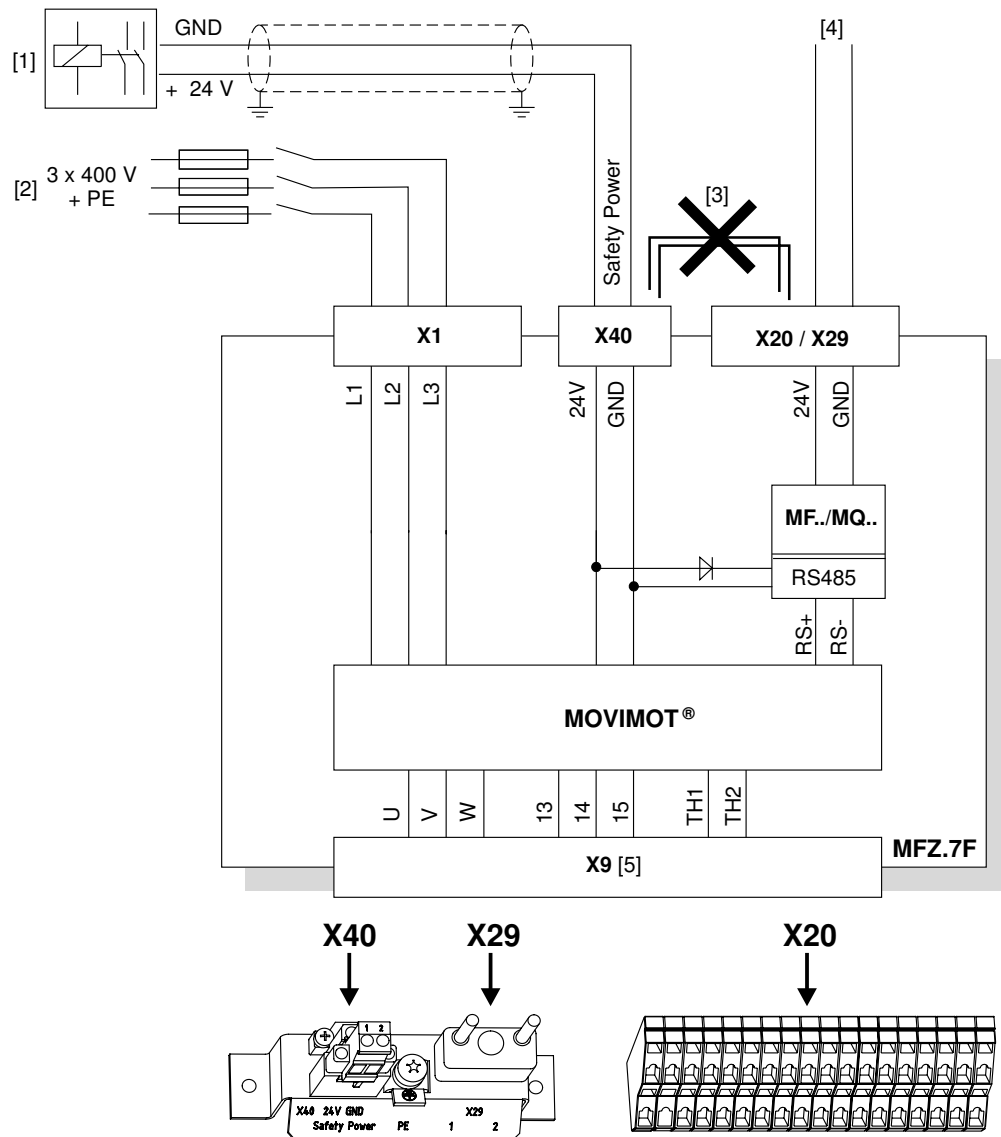 GND
[4]
[1]
+ 24 V
[3]
[2] 3 x 400 V
+ PE
Safety Power
X1
X40
X20 / X29
L1
L2
L3
24V
GND
24V
GND
MF../MQ..
RS485
RS+
RS-
MOVIMOT®
U
V
W
13
14
15
TH1
TH2
MFZ.7F
X9 [5]
X40
X29
X20
1 2
X40 24V GND X29
Safety Power PE 1 2